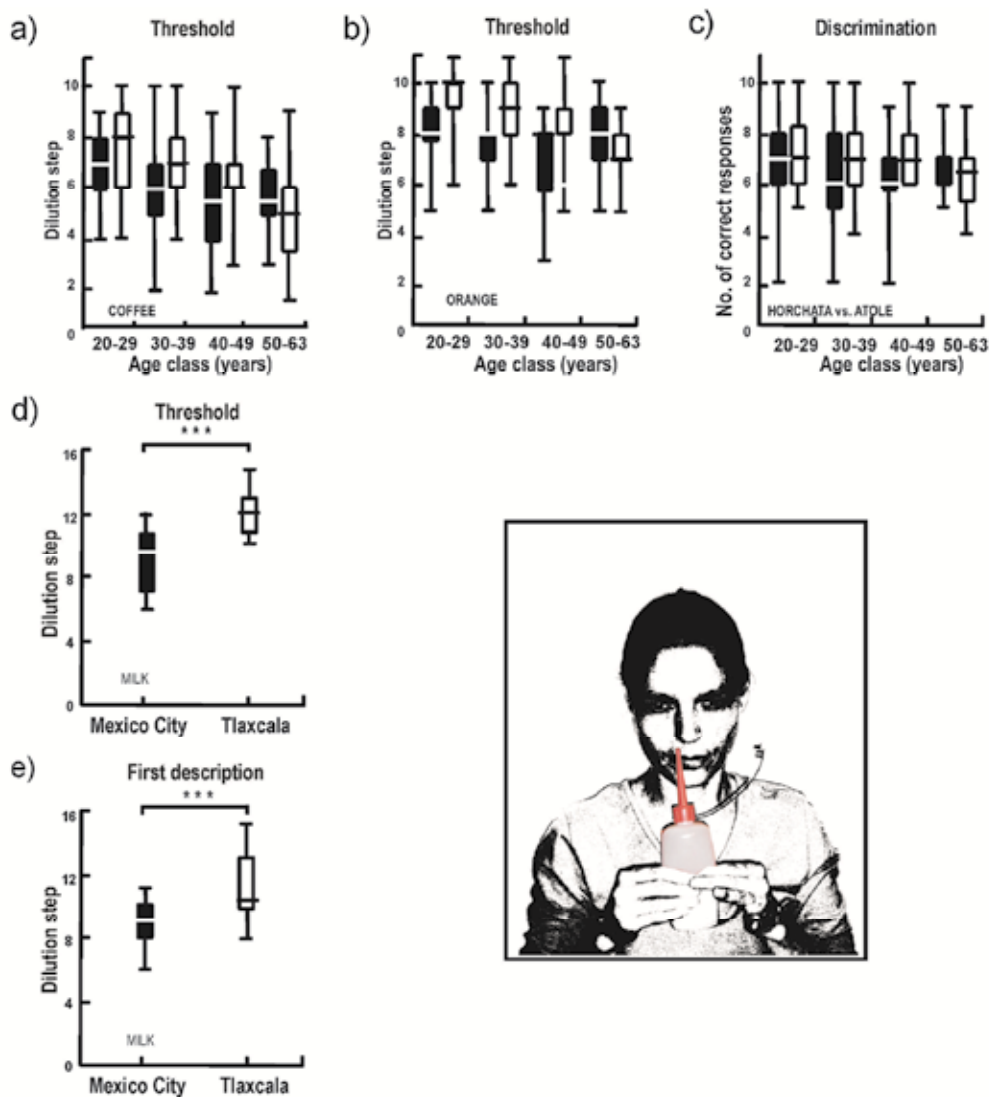 a)
Threshold
10
8
6
4
2
0
Dilution step
COFFEE
20-29 30-39 40-49 50-63
Age class (years)
b)
Threshold
10
8
6
4
2
0
Dilution step
ORANGE
20-29 30-39 40-49 50-63
Age class (years)
c)
Discrimination
10
8
6
4
2
0
No. of correct responses
HORCHATA vs. ATOLE
20-29 30-39 40-49 50-63
Age class (years)
d)
Threshold
***
16
12
8
4
0
Dilution step
MILK
Mexico City Tlaxcala
e)
First description
***
16
12
8
4
0
Dilution step
MILK
Mexico City Tlaxcala